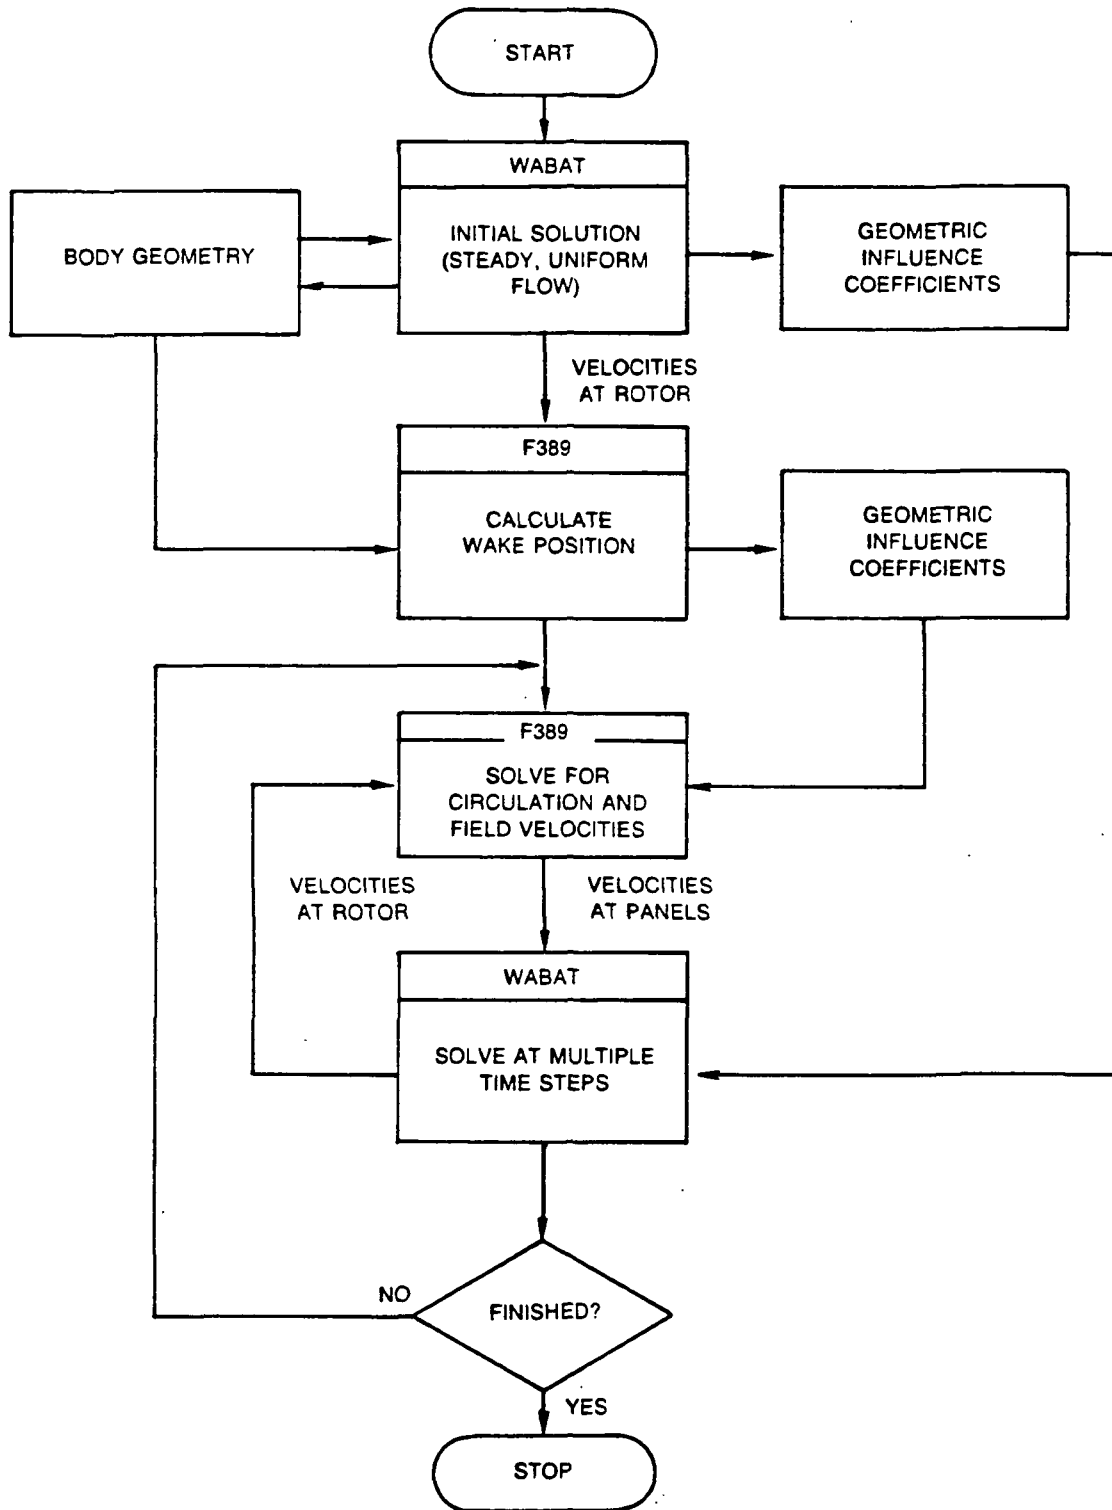 START
WABAT
BODY GEOMETRY
INITIAL SOLUTION
(STEADY, UNIFORM
FLOW)
GEOMETRIC
INFLUENCE
COEFFICIENTS
VELOCITIES
AT ROTOR
F389
CALCULATE
WAKE POSITION
GEOMETRIC
INFLUENCE
COEFFICIENTS
F389
SOLVE FOR
CIRCULATION AND
FIELD VELOCITIES
VELOCITIES
AT ROTOR
VELOCITIES
AT PANELS
WABAT
SOLVE AT MULTIPLE
TIME STEPS
NO
FINISHED?
YES
STOP